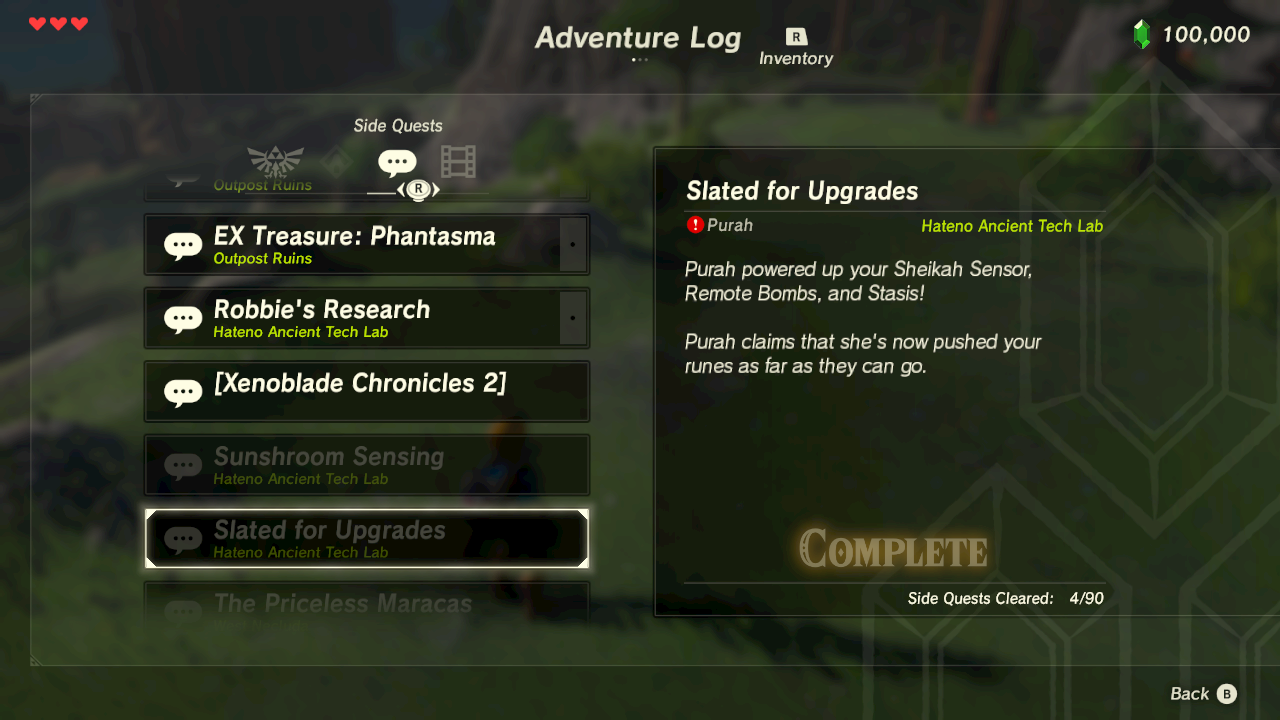 Adventure Log
R
Inventory
100,000
Side Quests
R
Outpost Ruins
EX Treasure: Phantasma
Outpost Ruins
Robbie's Research
Hateno Ancient Tech Lab
[Xenoblade Chronicles 2]
Sunshroom Sensing
Hateno Ancient Tech Lab
Slated for Upgrades
Hateno Ancient Tech Lab
The Priceless Maracas
Slated for Upgrades
! Purah
Hateno Ancient Tech Lab
Purah powered up your Sheikah Sensor,
Remote Bombs, and Stasis!
Purah claims that she's now pushed your
runes as far as they can go.
COMPLETE
Side Quests Cleared: 4/90
Back B